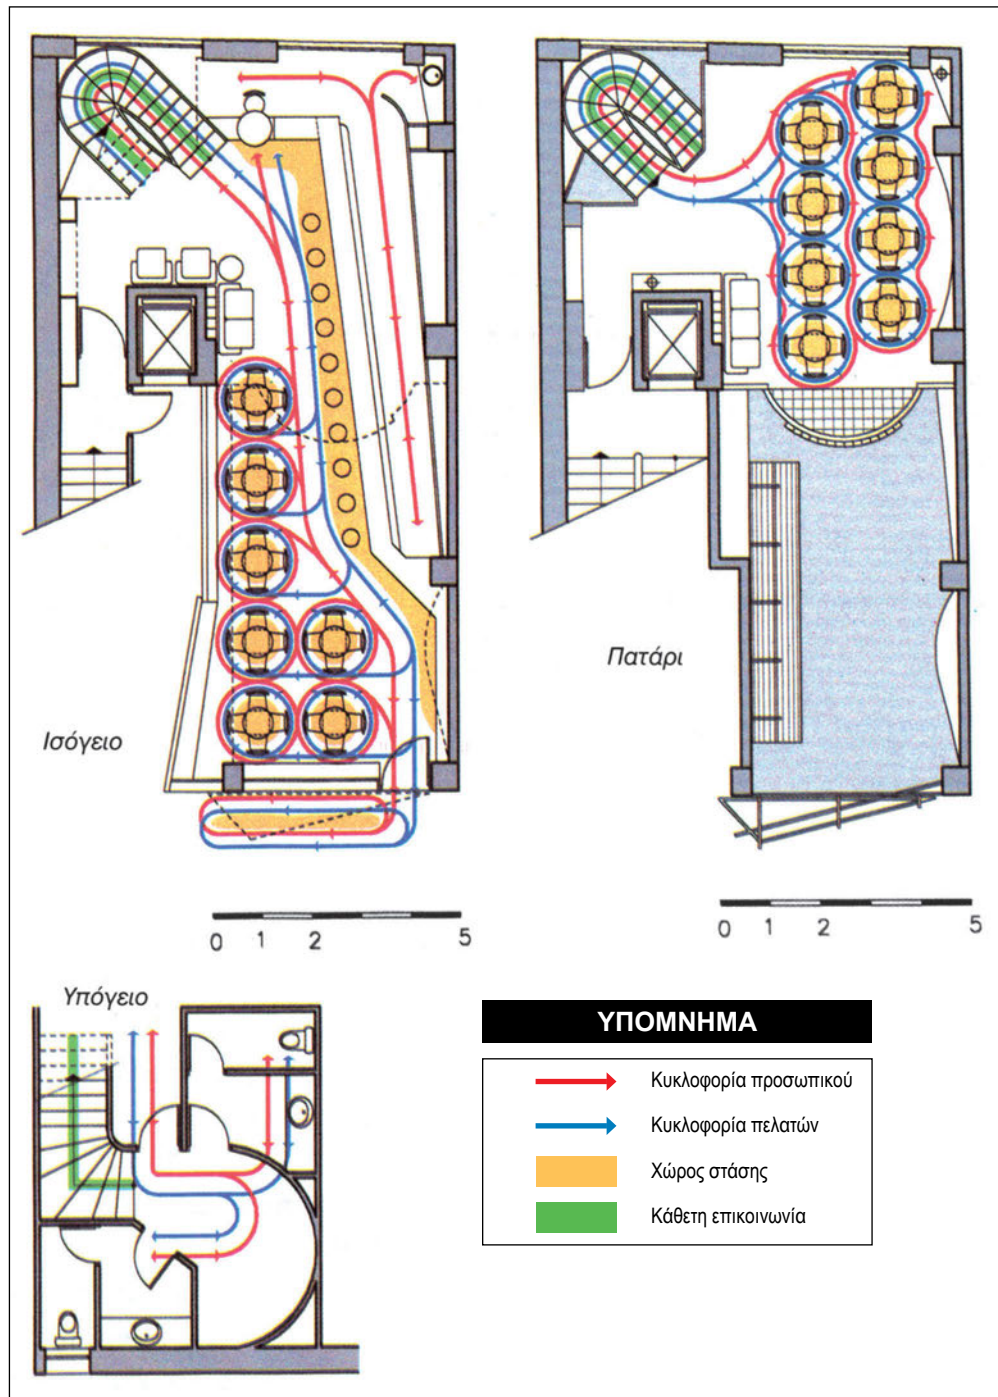 Ισόγειο
Πατάρι
0 1 2 5
0 1 2 5
Υπόγειο
ΥΠΟΜΝΗΜΑ
Κυκλοφορία προσωπικού
Κυκλοφορία πελατών
Χώρος στάσης
Κάθετη επικοινωνία